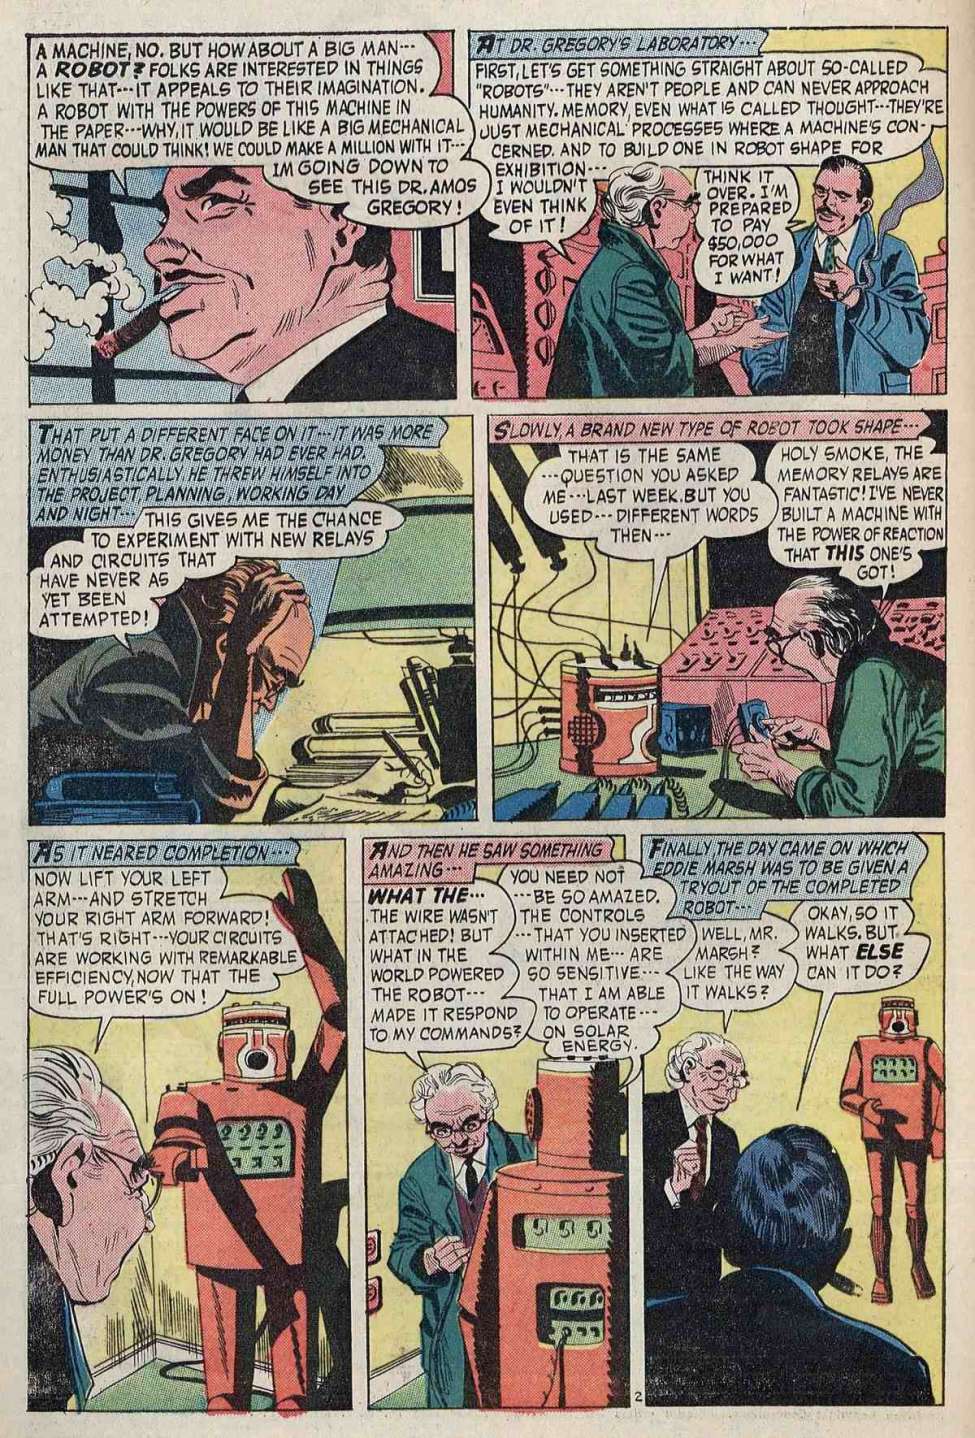 A MACHINE, NO. BUT HOW ABOUT A BIG MAN---
A ROBOT? FOLKS ARE INTERESTED IN THINGS
LIKE THAT---IT APPEALS TO THEIR IMAGINATION.
A ROBOT WITH THE POWERS OF THIS MACHINE IN
THE PAPER---WHY, IT WOULD BE LIKE A BIG MECHANICAL
MAN THAT COULD THINK! WE COULD MAKE A MILLION WITH IT---
IM GOING DOWN TO
SEE THIS DR. AMOS
GREGORY!
AT DR. GREGORY'S LABORATORY---
FIRST, LET'S GET SOMETHING STRAIGHT ABOUT SO-CALLED
"ROBOTS"---THEY AREN'T PEOPLE AND CAN NEVER APPROACH
HUMANITY. MEMORY, EVEN WHAT IS CALLED THOUGHT---THEY'RE
JUST MECHANICAL PROCESSES WHERE A MACHINE'S CON-
CERNED. AND TO BUILD ONE IN ROBOT SHAPE FOR
EXHIBITION---
I WOULDN'T
EVEN THINK
OF IT!
THINK IT
OVER. I'M
PREPARED
TO PAY
$50,000
FOR WHAT
I WANT!
THAT PUT A DIFFERENT FACE ON IT---IT WAS MORE
MONEY THAN DR. GREGORY HAD EVER HAD.
ENTHUSIASTICALLY, HE THREW HIMSELF INTO
THE PROJECT, PLANNING, WORKING DAY
AND NIGHT---
THIS GIVES ME THE CHANCE
TO EXPERIMENT WITH NEW RELAYS
AND CIRCUITS THAT
HAVE NEVER AS
YET BEEN
ATTEMPTED!
SLOWLY, A BRAND NEW TYPE OF ROBOT TOOK SHAPE---
THAT IS THE SAME
---QUESTION YOU ASKED
ME---LAST WEEK. BUT YOU
USED---DIFFERENT WORDS
THEN---
HOLY SMOKE, THE
MEMORY RELAYS ARE
FANTASTIC! I'VE NEVER
BUILT A MACHINE WITH
THE POWER OF REACTION
THAT THIS ONE'S
GOT!
AS IT NEARED COMPLETION---
NOW LIFT YOUR LEFT
ARM---AND STRETCH
YOUR RIGHT ARM FORWARD!
THAT'S RIGHT---YOUR CIRCUITS
ARE WORKING WITH REMARKABLE
EFFICIENCY, NOW THAT THE
FULL POWER'S ON!
AND THEN HE SAW SOMETHING
AMAZING---
WHAT THE---
THE WIRE WASN'T
ATTACHED! BUT
WHAT IN THE
WORLD POWERED
THE ROBOT---
MADE IT RESPOND
TO MY COMMANDS?
YOU NEED NOT
---BE SO AMAZED.
THE CONTROLS
---THAT YOU INSERTED
WITHIN ME---ARE
SO SENSITIVE---
THAT I AM ABLE
TO OPERATE---
ON SOLAR
ENERGY.
FINALLY THE DAY CAME ON WHICH
EDDIE MARSH WAS TO BE GIVEN A
TRYOUT OF THE COMPLETED
ROBOT---
WELL, MR.
MARSH?
LIKE THE WAY
IT WALKS?
OKAY, SO IT
WALKS. BUT
WHAT ELSE
CAN IT DO?
2